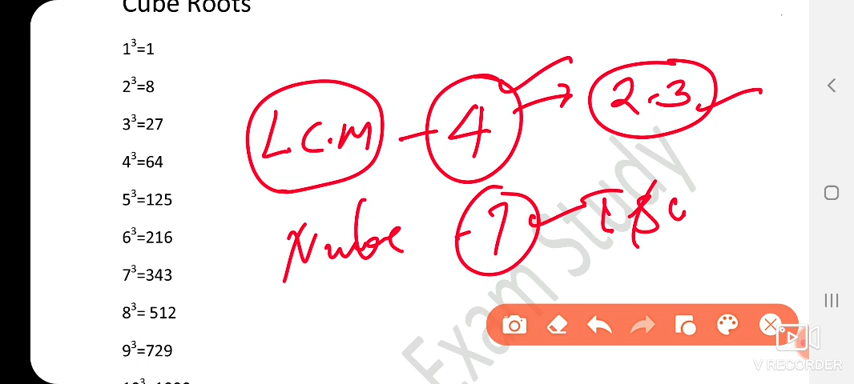 Cube Roots
1³=1
2³=8
3³=27
4³=64
5³=125
6³=216
7³=343
8³= 512
9³=729
L.C.M – 4 → 2.3
-7
Exam Study
V RECORDER